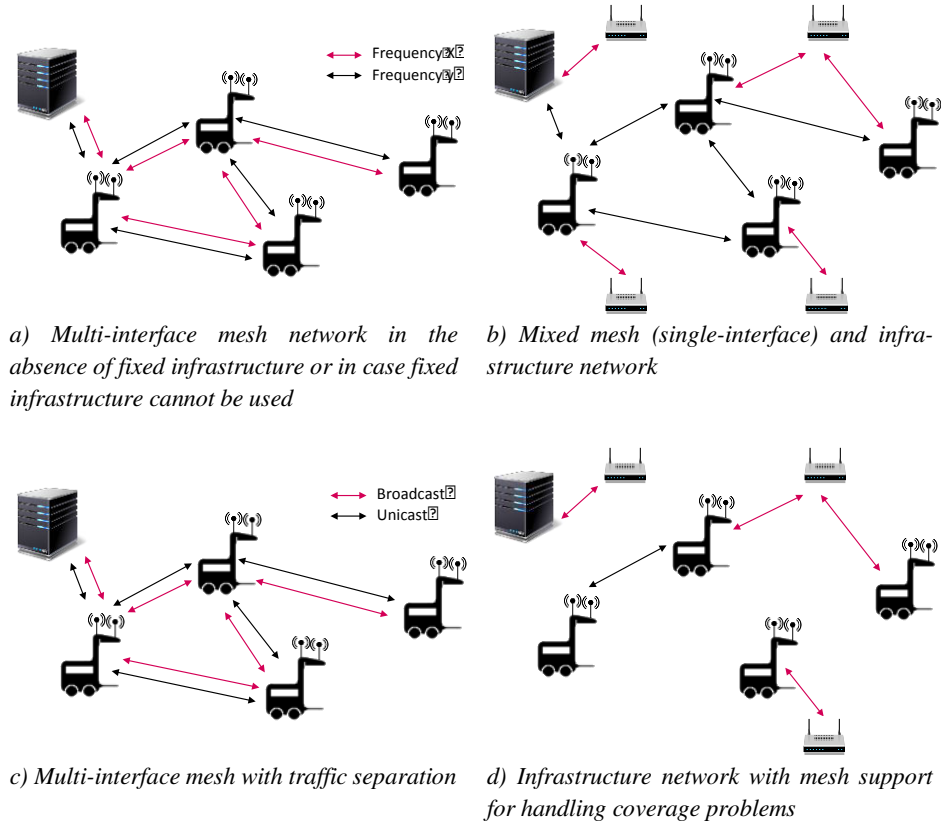 Frequency X
Frequency y
a) Multi-interface mesh network in the
absence of fixed infrastructure or in case fixed
infrastructure cannot be used
b) Mixed mesh (single-interface) and infra-
structure network
Broadcast
Unicast
c) Multi-interface mesh with traffic separation
d) Infrastructure network with mesh support
for handling coverage problems